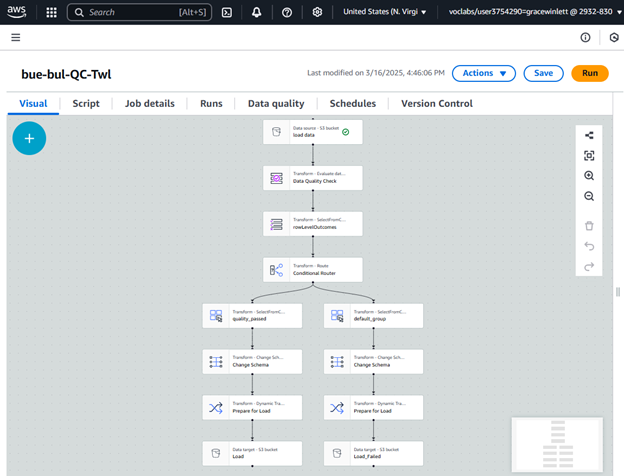 aws
Search [Alt+S]
United States (N. Virgi
voclabs/user3754290=gracewinlett @ 2932-830
bue-bul-QC-Twl
Last modified on 3/16/2025, 4:46:06 PM
Actions
Save
Run
Visual Script Job details Runs Data quality Schedules Version Control
Data source - S3 bucket
load data
Transform - Evaluate dat...
Data Quality Check
Transform - SelectFromC...
rowLevelOutcomes
Transform - Route
Conditional Router
Transform - SelectFromC...
quality_passed
Transform - SelectFromC...
default_group
Transform - Change Sch...
Change Schema
Transform - Change Sch...
Change Schema
Transform - Dynamic Tra...
Prepare for Load
Transform - Dynamic Tra...
Prepare for Load
Data target - S3 bucket
Load
Data target - S3 bucket
Load_Failed